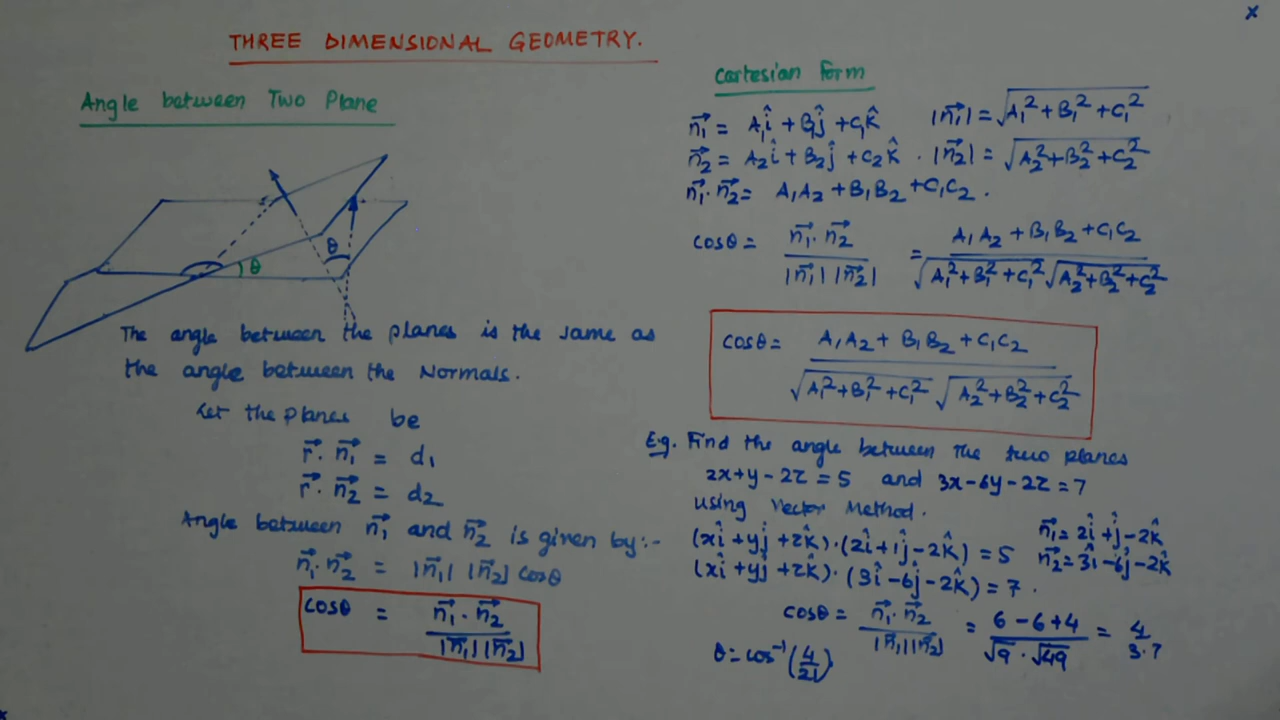 THREE DIMENSIONAL GEOMETRY.
Angle between Two Plane
θ
θ
The angle between the planes is the same as
the angle between the Normals.
Let the planes be
r⃗. n⃗₁ = d₁
r⃗. n⃗₂ = d₂
Angle between n⃗₁ and n⃗₂ is given by:-
n⃗₁. n⃗₂ = |n⃗₁| |n⃗₂| cosθ
cosθ = n⃗₁. n⃗₂ / |n⃗₁| |n⃗₂|
Cartesian Form
n⃗₁ = A₁î + B₁ĵ + C₁k̂ |n⃗₁| = √(A₁² + B₁² + C₁²)
n⃗₂ = A₂î + B₂ĵ + C₂k̂ . |n⃗₂| = √(A₂² + B₂² + C₂²)
n⃗₁. n⃗₂ = A₁A₂ + B₁B₂ + C₁C₂ .
cosθ = n⃗₁. n⃗₂ / |n⃗₁| |n⃗₂| = A₁A₂ + B₁B₂ + C₁C₂ / √(A₁² + B₁² + C₁²) √(A₂² + B₂² + C₂²)
cosθ = A₁A₂ + B₁B₂ + C₁C₂ / √(A₁² + B₁² + C₁²) √(A₂² + B₂² + C₂²)
E.g. Find the angle between the two planes
2x+y-2z = 5 and 3x-6y-2z = 7
using Vector Method.
(xî + yĵ + zk̂).(2î + 1ĵ - 2k̂) = 5 n⃗₁ = 2î + ĵ - 2k̂
(xî + yĵ + zk̂). (3î - 6ĵ - 2k̂) = 7 . n⃗₂ = 3î - 6ĵ - 2k̂
cosθ = n⃗₁. n⃗₂ / |n⃗₁| |n⃗₂| = 6 - 6 + 4 / √9 . √49 = 4 / 3.7
θ = cos⁻¹(4/21)